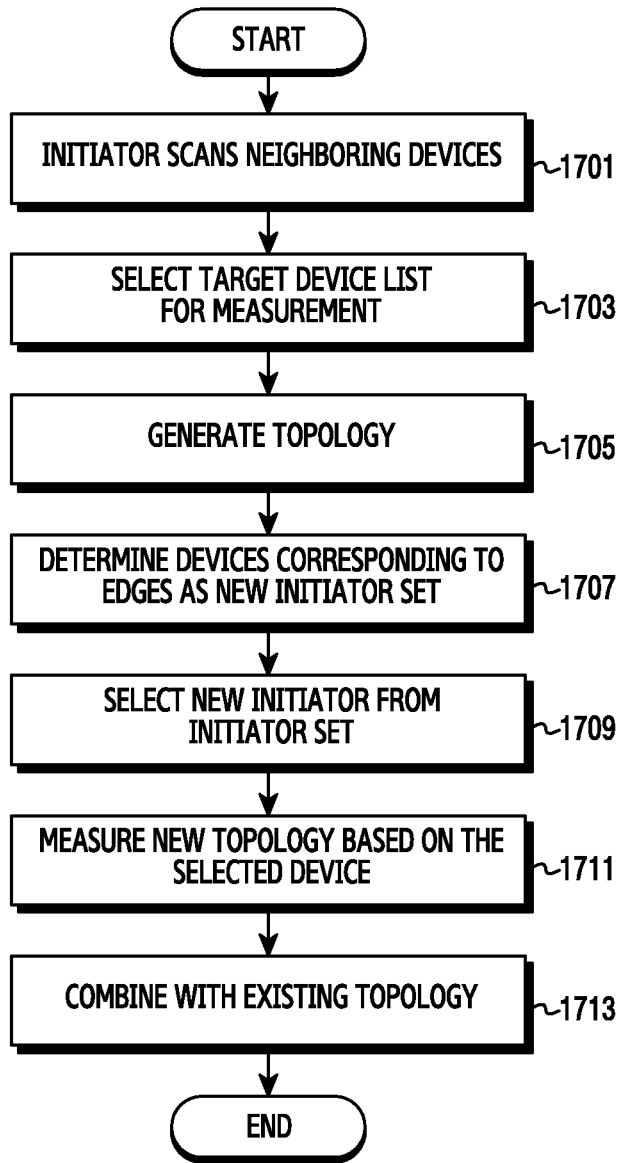 START
INITIATOR SCANS NEIGHBORING DEVICES
1701
SELECT TARGET DEVICE LIST
FOR MEASUREMENT
1703
GENERATE TOPOLOGY
1705
DETERMINE DEVICES CORRESPONDING TO
EDGES AS NEW INITIATOR SET
1707
SELECT NEW INITIATOR FROM
INITIATOR SET
1709
MEASURE NEW TOPOLOGY BASED ON THE
SELECTED DEVICE
1711
COMBINE WITH EXISTING TOPOLOGY
1713
END